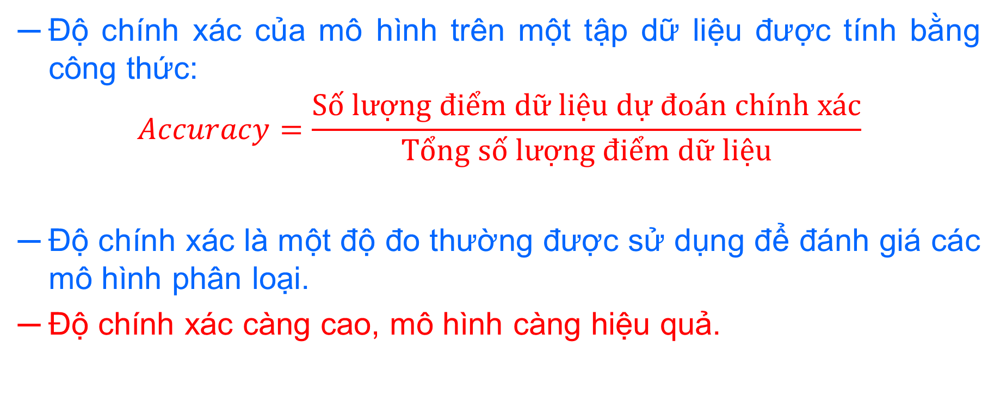 – Độ chính xác của mô hình trên một tập dữ liệu được tính bằng
công thức:
Accuracy = Số lượng điểm dữ liệu dự đoán chính xác
Tổng số lượng điểm dữ liệu
– Độ chính xác là một độ đo thường được sử dụng để đánh giá các
mô hình phân loại.
– Độ chính xác càng cao, mô hình càng hiệu quả.